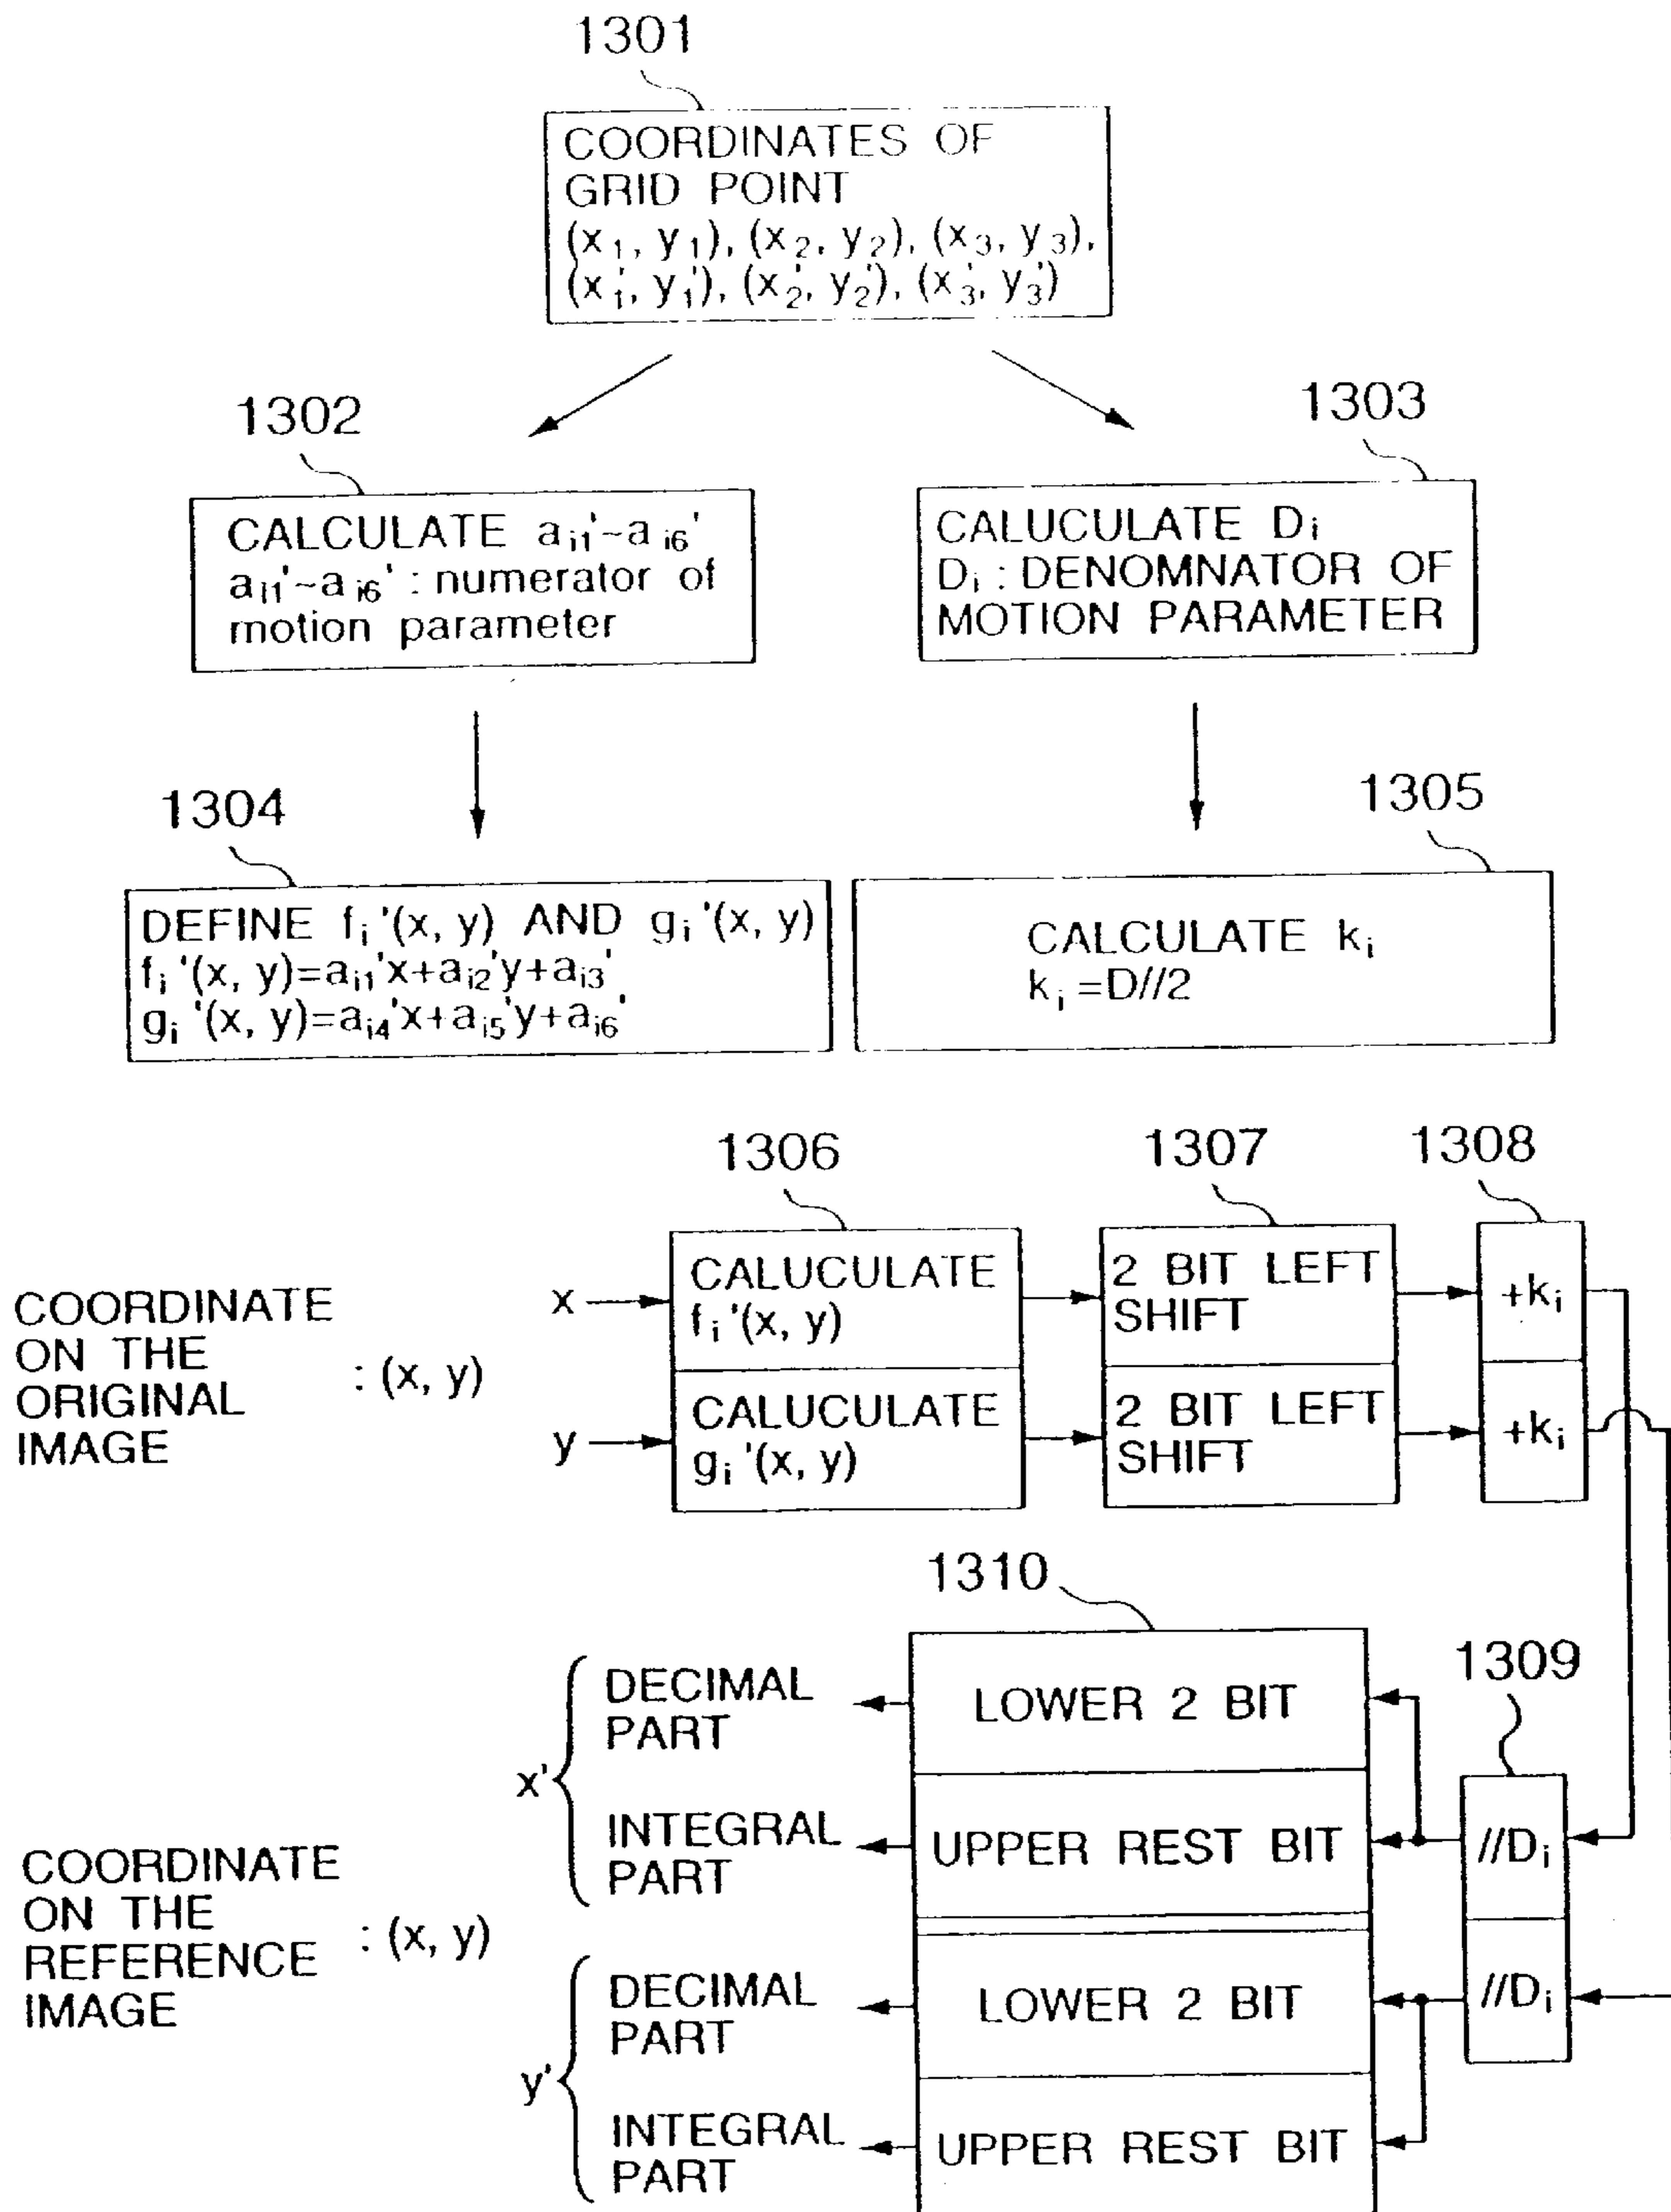 1301
COORDINATES OF
GRID POINT
(x₁, y₁), (x₂, y₂), (x₃, y₃),
(x₁', y₁'), (x₂', y₂'), (x₃', y₃')
1302
CALCULATE aᵢ₁'~aᵢ₆'
aᵢ₁'~aᵢ₆' : numerator of
motion parameter
1303
CALUCULATE Dᵢ
Dᵢ : DENOMNATOR OF
MOTION PARAMETER
1304
DEFINE fᵢ'(x, y) AND gᵢ'(x, y)
fᵢ'(x, y)=aᵢ₁'x+aᵢ₂'y+aᵢ₃'
gᵢ'(x, y)=aᵢ₄'x+aᵢ₅'y+aᵢ₆'
1305
CALCULATE kᵢ
kᵢ=D//2
COORDINATE
ON THE
ORIGINAL
IMAGE
: (x, y)
x
y
1306
CALUCULATE
fᵢ'(x, y)
CALUCULATE
gᵢ'(x, y)
1307
2 BIT LEFT
SHIFT
2 BIT LEFT
SHIFT
1308
+kᵢ
+kᵢ
1309
//Dᵢ
//Dᵢ
1310
LOWER 2 BIT
UPPER REST BIT
LOWER 2 BIT
UPPER REST BIT
x'
DECIMAL
PART
INTEGRAL
PART
y'
DECIMAL
PART
INTEGRAL
PART
COORDINATE
ON THE
REFERENCE
IMAGE
: (x, y)